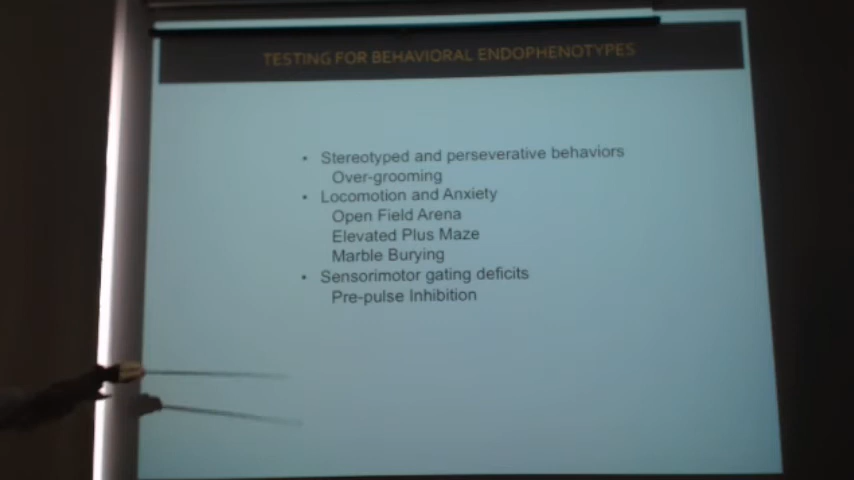 TESTING FOR BEHAVIORAL ENDOPHENOTYPES
• Stereotyped and perseverative behaviors
Over-grooming
• Locomotion and Anxiety
Open Field Arena
Elevated Plus Maze
Marble Burying
• Sensorimotor gating deficits
Pre-pulse Inhibition